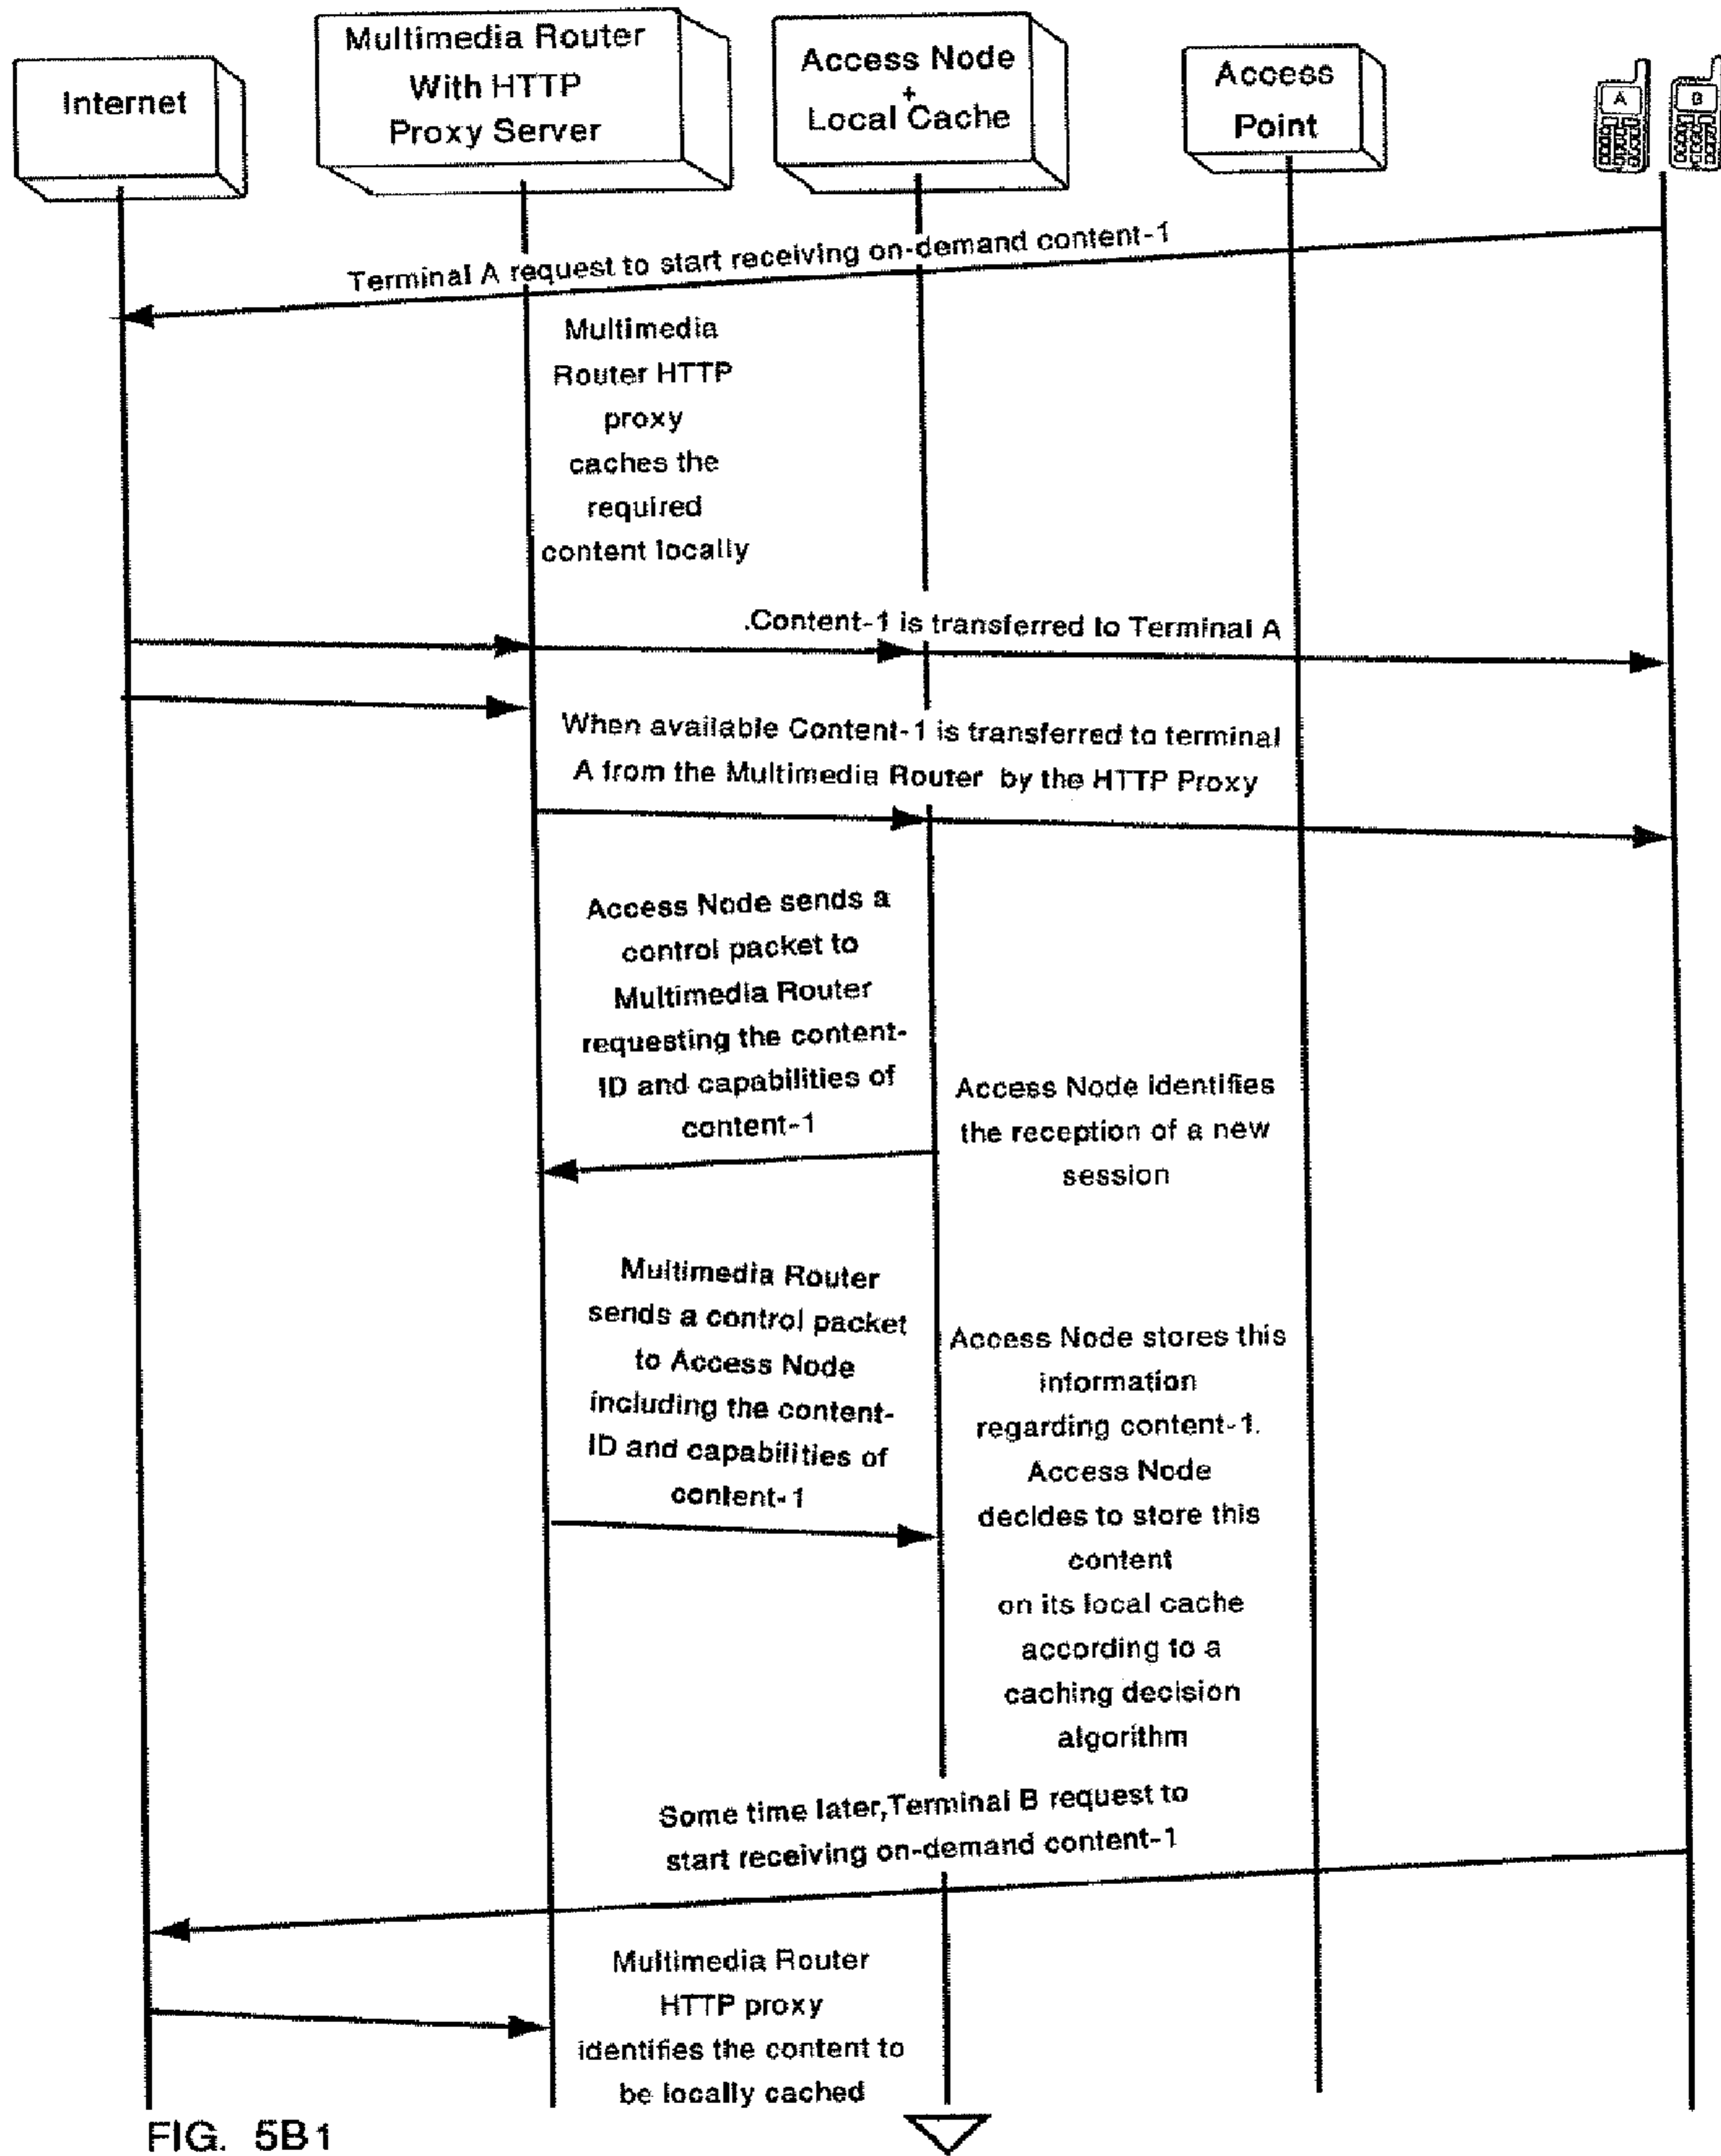 Internet
Multimedia Router
With HTTP
Proxy Server
Access Node
+
Local Cache
Access
Point
A
B
Terminal A request to start receiving on-demand content-1
Multimedia
Router HTTP
proxy
caches the
required
content locally
.Content-1 is transferred to Terminal A
When available Content-1 is transferred to terminal
A from the Multimedia Router by the HTTP Proxy
Access Node sends a
control packet to
Multimedia Router
requesting the content-
ID and capabilities of
content-1
Access Node identifies
the reception of a new
session
Multimedia Router
sends a control packet
to Access Node
including the content-
ID and capabilities of
content-1
Access Node stores this
information
regarding content-1.
Access Node
decides to store this
content
on its local cache
according to a
caching decision
algorithm
Some time later,Terminal B request to
start receiving on-demand content-1
Multimedia Router
HTTP proxy
identifies the content to
be locally cached
FIG. 5B1